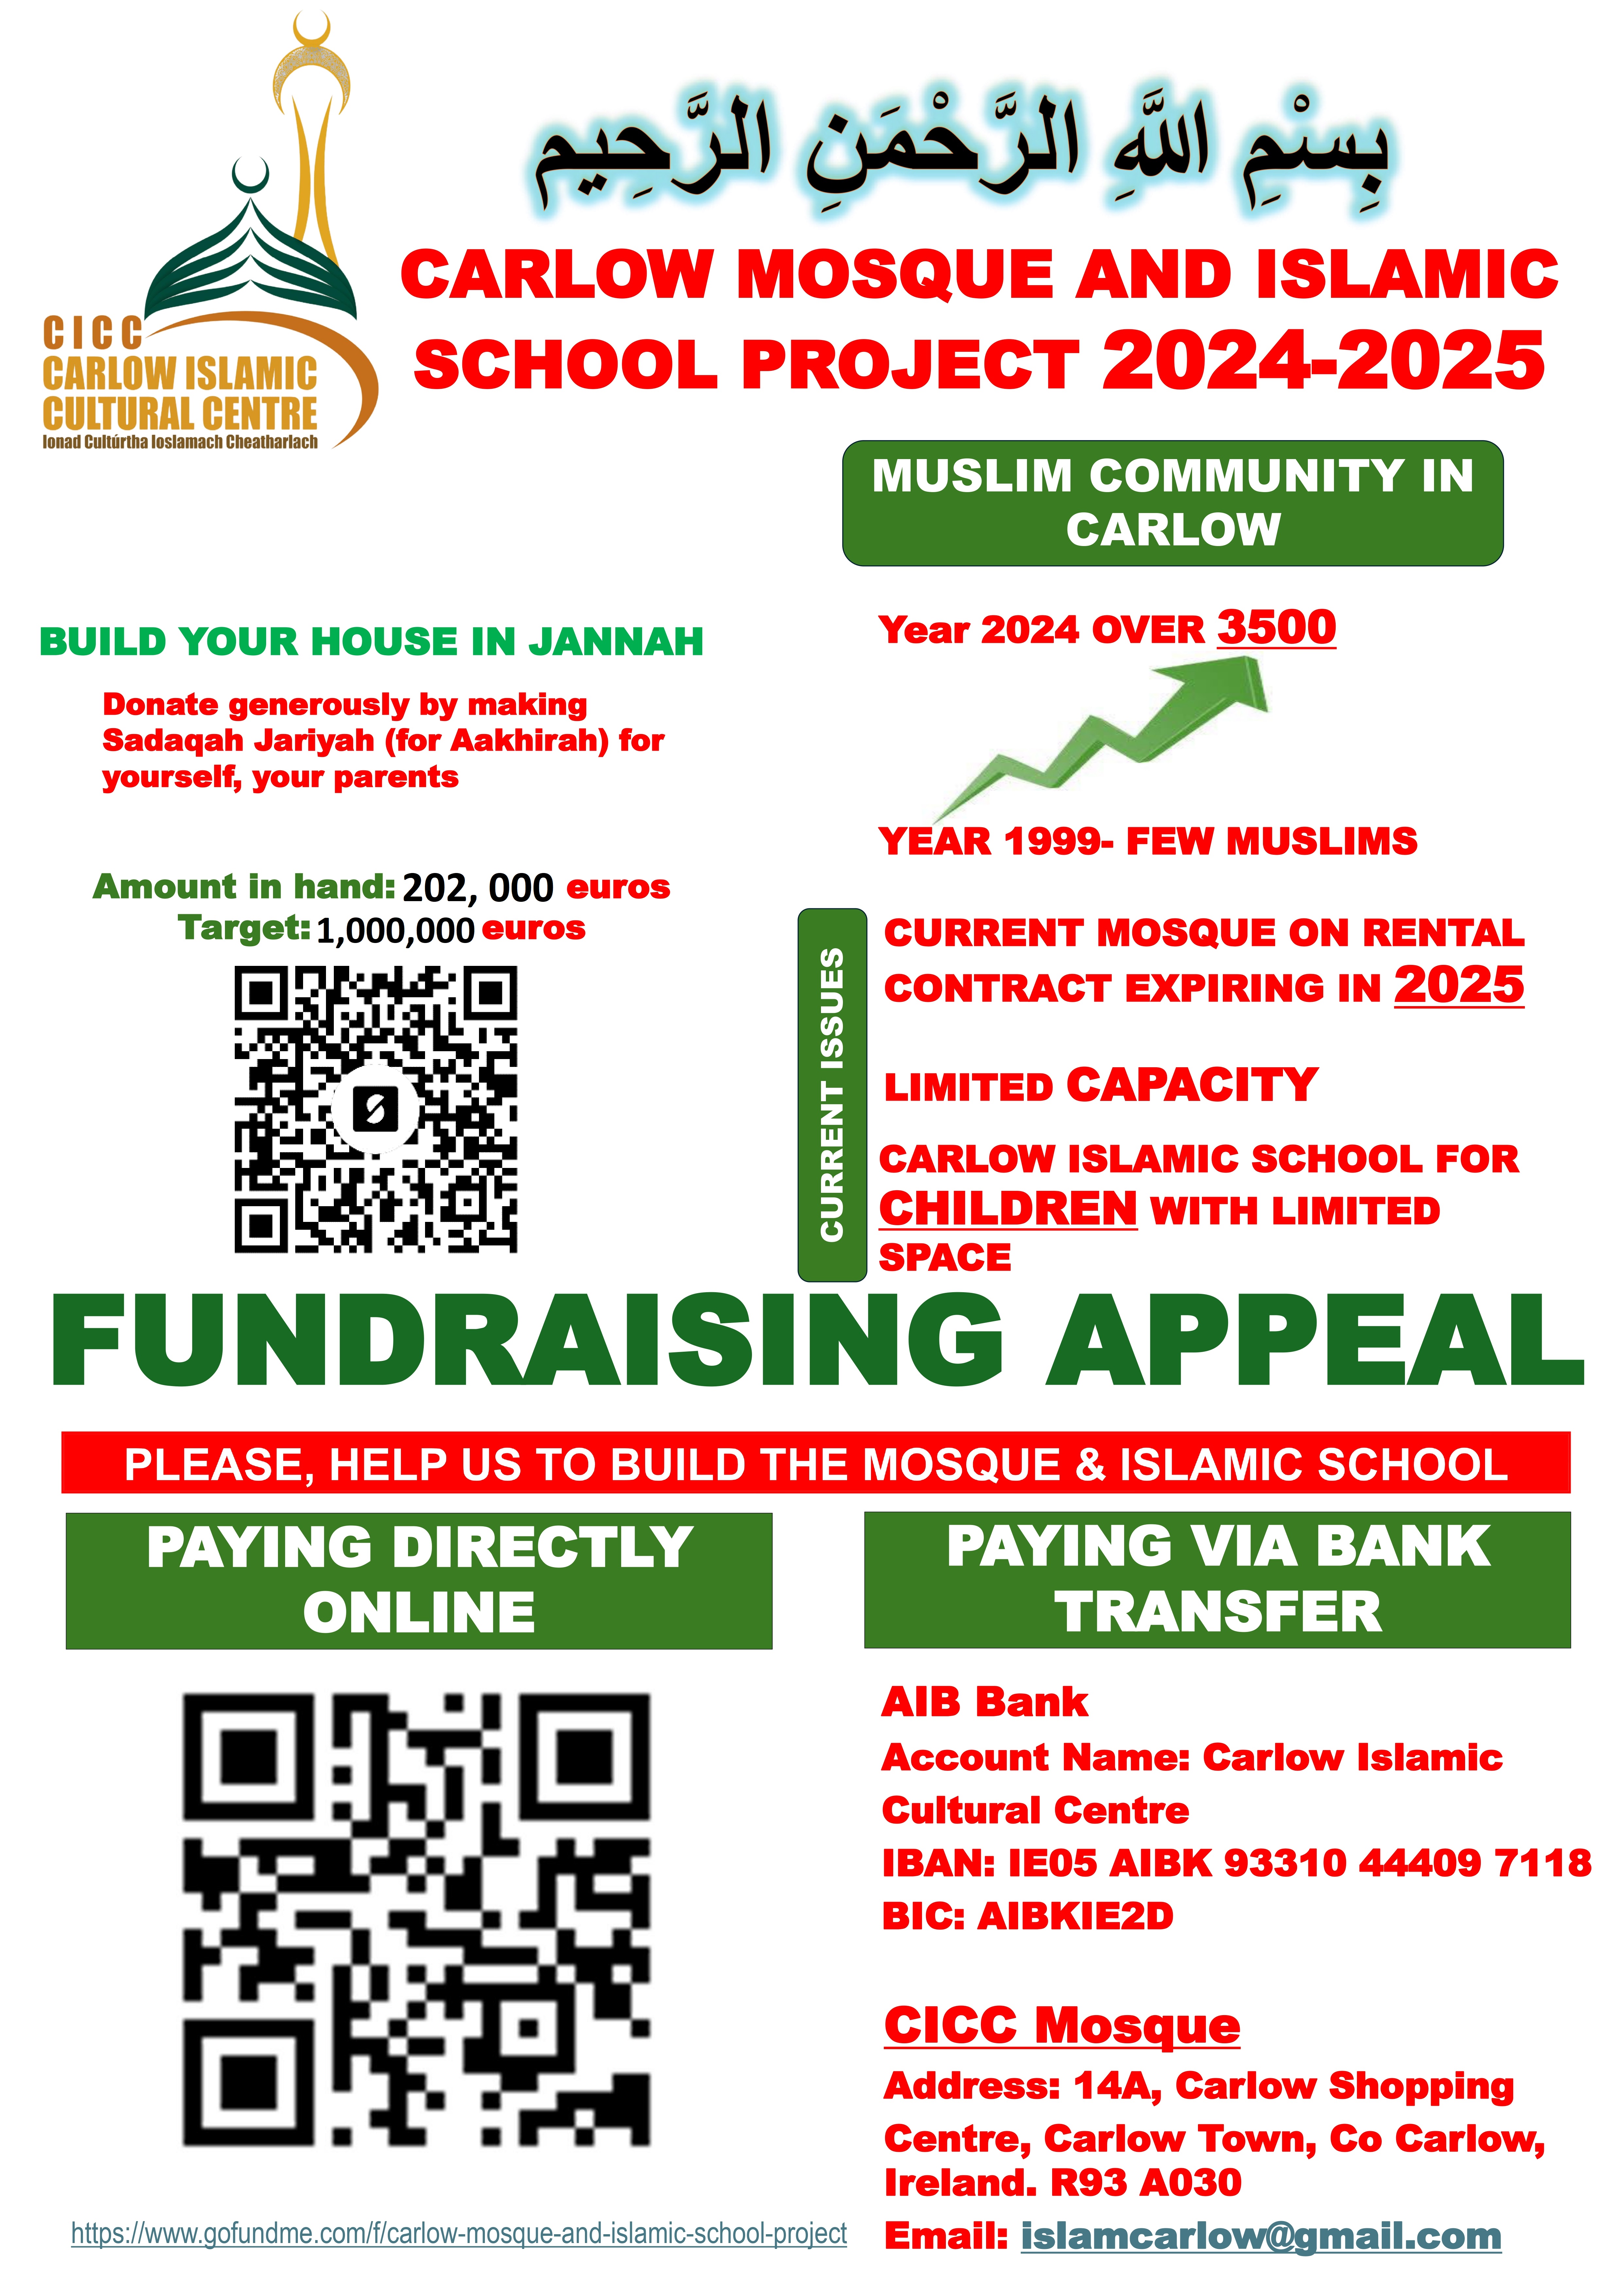 بِسْمِ اللَّهِ الرَّحْمَنِ الرَّحِيم
CARLOW MOSQUE AND ISLAMIC
SCHOOL PROJECT 2024-2025
CICC
CARLOW ISLAMIC
CULTURAL CENTRE
Ionad Cultúrtha Ioslamach Cheatharlach
MUSLIM COMMUNITY IN
CARLOW
BUILD YOUR HOUSE IN JANNAH
Donate generously by making
Sadaqah Jariyah (for Aakhirah) for
yourself, your parents
Amount in hand: 202, 000 euros
Target: 1,000,000 euros
Year 2024 OVER 3500
YEAR 1999- FEW MUSLIMS
CURRENT ISSUES
CURRENT MOSQUE ON RENTAL
CONTRACT EXPIRING IN 2025
LIMITED CAPACITY
CARLOW ISLAMIC SCHOOL FOR
CHILDREN WITH LIMITED
SPACE
FUNDRAISING APPEAL
PLEASE, HELP US TO BUILD THE MOSQUE & ISLAMIC SCHOOL
PAYING DIRECTLY
ONLINE
https://www.gofundme.com/f/carlow-mosque-and-islamic-school-project
PAYING VIA BANK
TRANSFER
AIB Bank
Account Name: Carlow Islamic
Cultural Centre
IBAN: IE05 AIBK 93310 44409 7118
BIC: AIBKIE2D
CICC Mosque
Address: 14A, Carlow Shopping
Centre, Carlow Town, Co Carlow,
Ireland. R93 A030
Email: islamcarlow@gmail.com